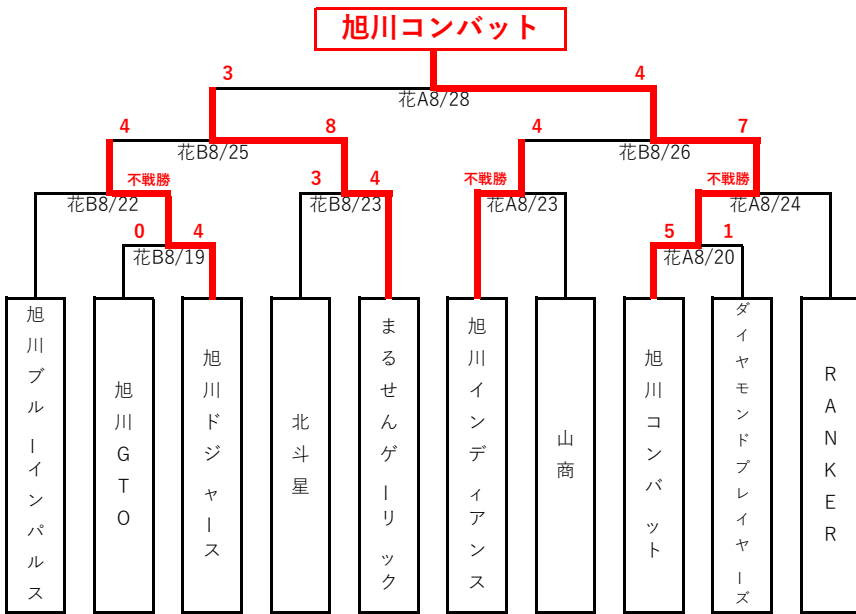 旭川コンバット
3
4
花A8/28
4
8
4
7
花B8/25
花B8/26
不戦勝
3
4
不戦勝
不戦勝
花B8/22
花B8/23
花A8/23
花A8/24
0
4
5
1
花B8/19
花A8/20
旭川ブルーインパルス
旭川GTO
旭川ドジャース
北斗星
まるせんゲーリック
旭川インディアンス
山商
旭川コンバット
ダイヤモンドプレイヤーズ
RANKER